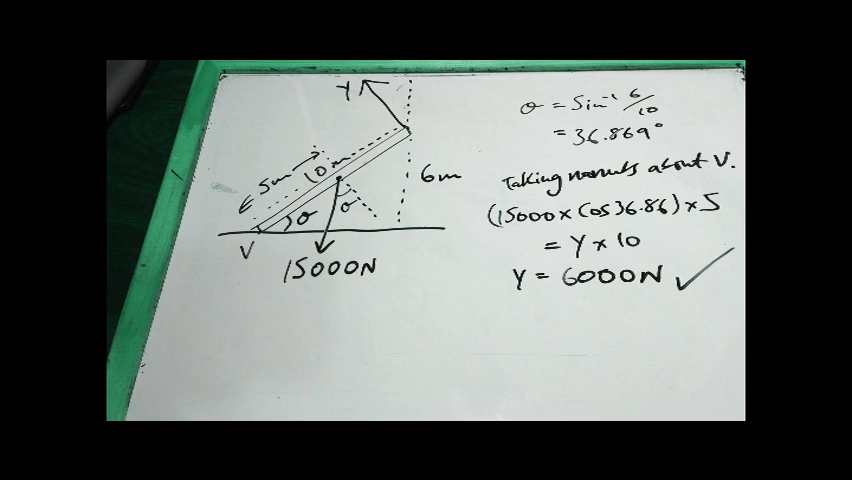 Y
5m
10m
6m
θ
θ
V
15000N
θ = Sin⁻¹ 6/10
= 36.869°
Taking moments about V.
(15000 x Cos 36.86) x 5
= Y x 10
Y = 6000N ✓